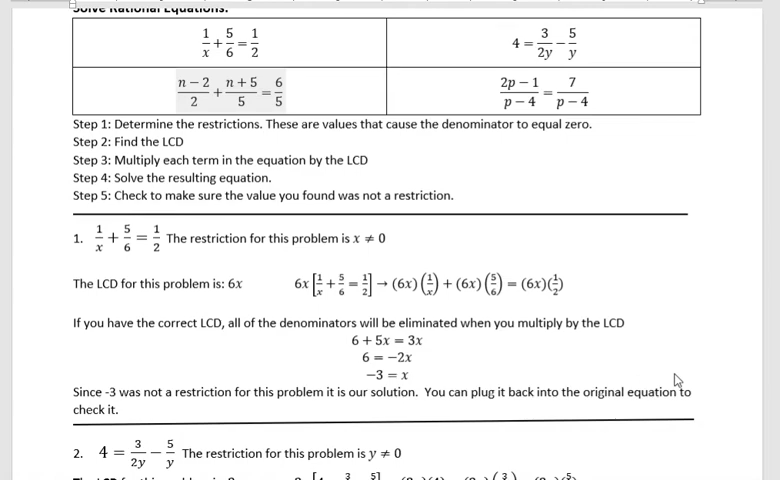 Solve Rational Equations:
1/x + 5/6 = 1/2
4 = 3/2y − 5/y
(n − 2)/2 + (n + 5)/5 = 6/5
(2p − 1)/(p − 4) = 7/(p − 4)
Step 1: Determine the restrictions. These are values that cause the denominator to equal zero.
Step 2: Find the LCD
Step 3: Multiply each term in the equation by the LCD
Step 4: Solve the resulting equation.
Step 5: Check to make sure the value you found was not a restriction.
1. 1/x + 5/6 = 1/2 The restriction for this problem is x ≠ 0
The LCD for this problem is: 6x 6x[1/x + 5/6 = 1/2] → (6x)(1/x) + (6x)(5/6) = (6x)(1/2)
If you have the correct LCD, all of the denominators will be eliminated when you multiply by the LCD
6 + 5x = 3x
6 = −2x
−3 = x
Since -3 was not a restriction for this problem it is our solution. You can plug it back into the original equation to
check it.
2. 4 = 3/2y − 5/y The restriction for this problem is y ≠ 0